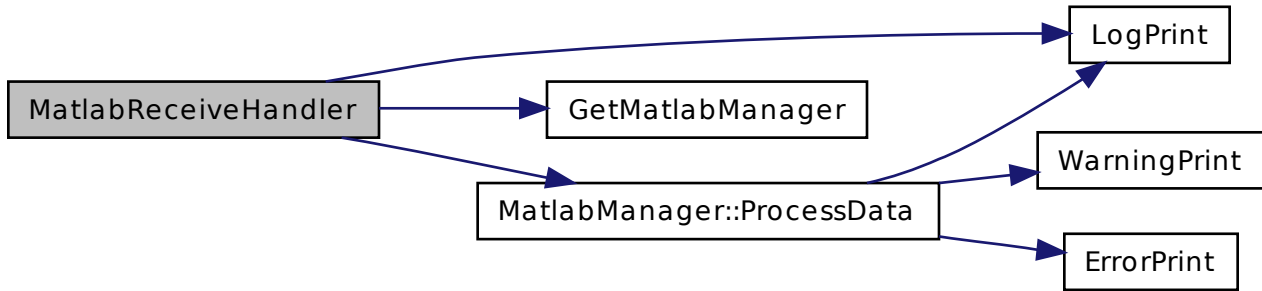 LogPrint
MatlabReceiveHandler
GetMatlabManager
WarningPrint
MatlabManager::ProcessData
ErrorPrint